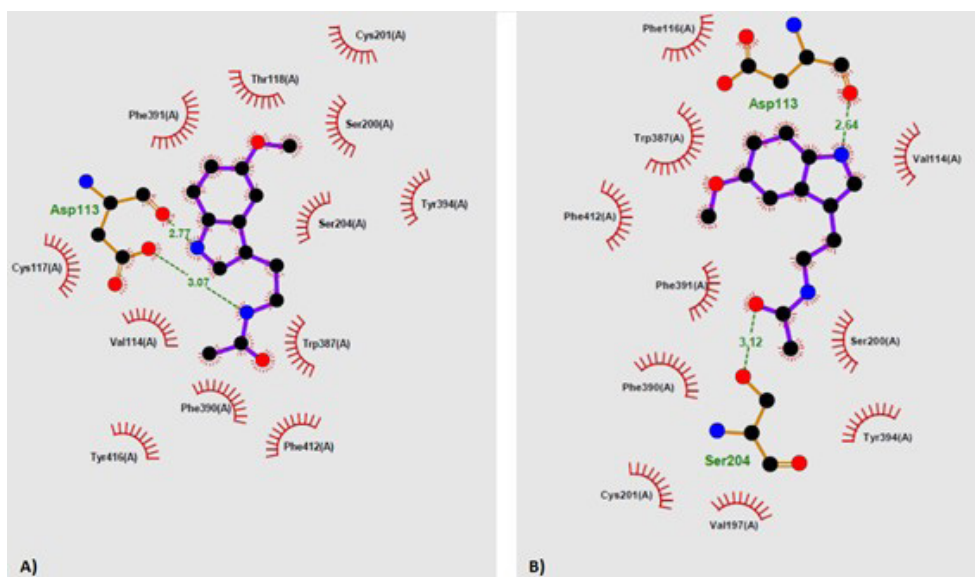 Cys201(A)
Thr118(A)
Phe391(A)
Ser200(A)
Asp113
2.77
Ser204(A)
Tyr394(A)
Cys117(A)
3.07
Val114(A)
Trp387(A)
Phe390(A)
Tyr416(A)
Phe412(A)
A)
Phe116(A)
Asp113
2.64
Trp387(A)
Val114(A)
Phe412(A)
Phe391(A)
3.12
Ser200(A)
Phe390(A)
Tyr394(A)
Ser204
Cys201(A)
Val197(A)
B)